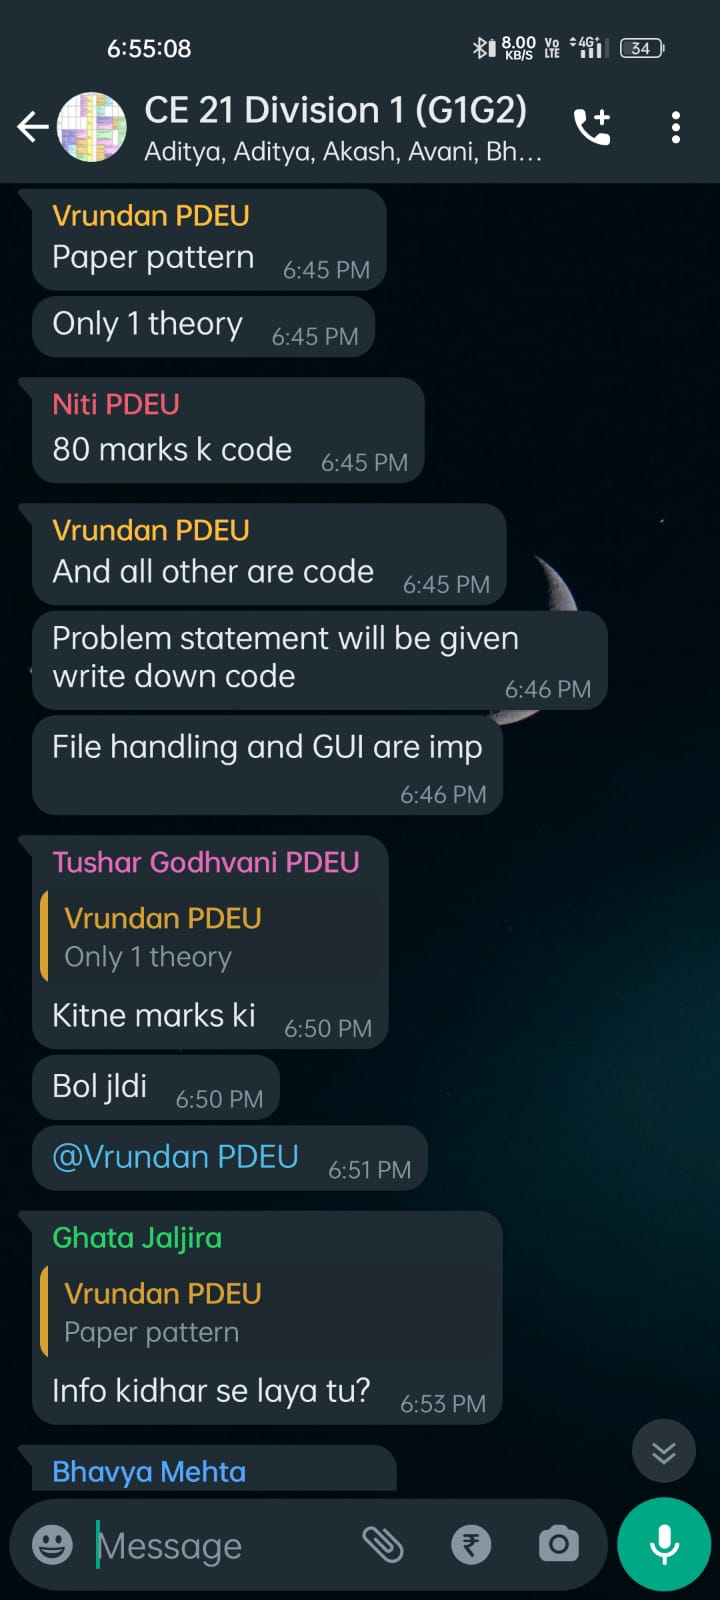 6:55:08
8.00 KB/S Vo LTE 4G+ 34
CE 21 Division 1 (G1G2)
Aditya, Aditya, Akash, Avani, Bh...
Vrundan PDEU
Paper pattern 6:45 PM
Only 1 theory 6:45 PM
Niti PDEU
80 marks k code 6:45 PM
Vrundan PDEU
And all other are code 6:45 PM
Problem statement will be given
write down code 6:46 PM
File handling and GUI are imp
6:46 PM
Tushar Godhvani PDEU
Vrundan PDEU
Only 1 theory
Kitne marks ki 6:50 PM
Bol jldi 6:50 PM
@Vrundan PDEU 6:51 PM
Ghata Jaljira
Vrundan PDEU
Paper pattern
Info kidhar se laya tu? 6:53 PM
Bhavya Mehta
Message